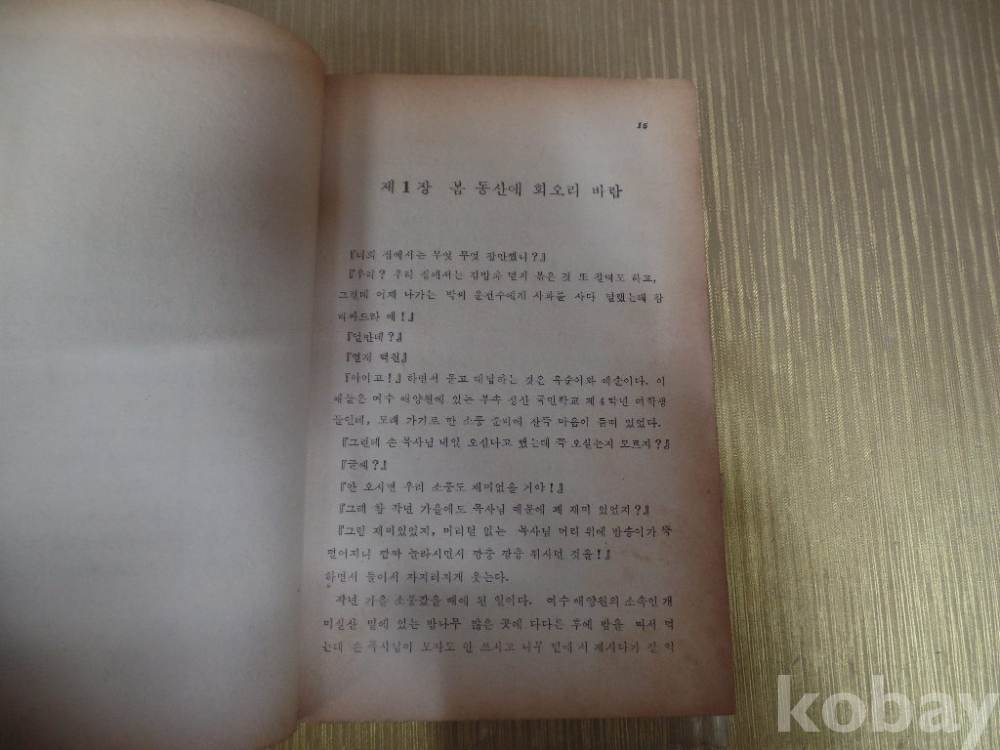 15
제 1 장 봄 동산에 회오리 바람
『너희 집에서는 무엇 무엇 장만했니?』
『우리? 우리 집에서는 김밥과 멸치 볶은 것 또 찰떡도 하고,
그런데 어제 나가는 박씨 운전수에게 사과를 사다 달랬는데 참
비싸드라 얘!』
『얼만데?』
『열개 백원』
『아이고!』하면서 묻고 대답하는 것은 옥순이와 애순이다. 이
애들은 여수 애양원에 있는 부속 성산 국민학교 제4학년 여학생
들인데, 모래 가기로 한 소풍 준비에 잔뜩 마음이 들떠 있었다.
『그런데 손 목사님 내일 오신다고 했는데 꼭 오실는지 모르지?』
『글쎄?』
『안 오시면 우리 소풍도 재미없을 거야!』
『그래 참 작년 가을에도 목사님 때문에 꽤 재미 있었지?』
『그럼 재미있었지, 머리털 없는 목사님 머리 위에 밤송이가 뚝
떨어지니 깜짝 놀라시면서 깡충 깡충 뛰시던 것을!』
하면서 둘이서 자지러지게 웃는다.
작년 가을 소풍갔을 때에 된 일이다. 여수 애양원의 소속인 개
미실산 밑에 있는 밤나무 많은 곳에 다다른 후에 밤을 따서 먹
는데 손 목사님이 모자도 안 쓰시고 나무 밑에 서 계시다가 잘 익
kobay